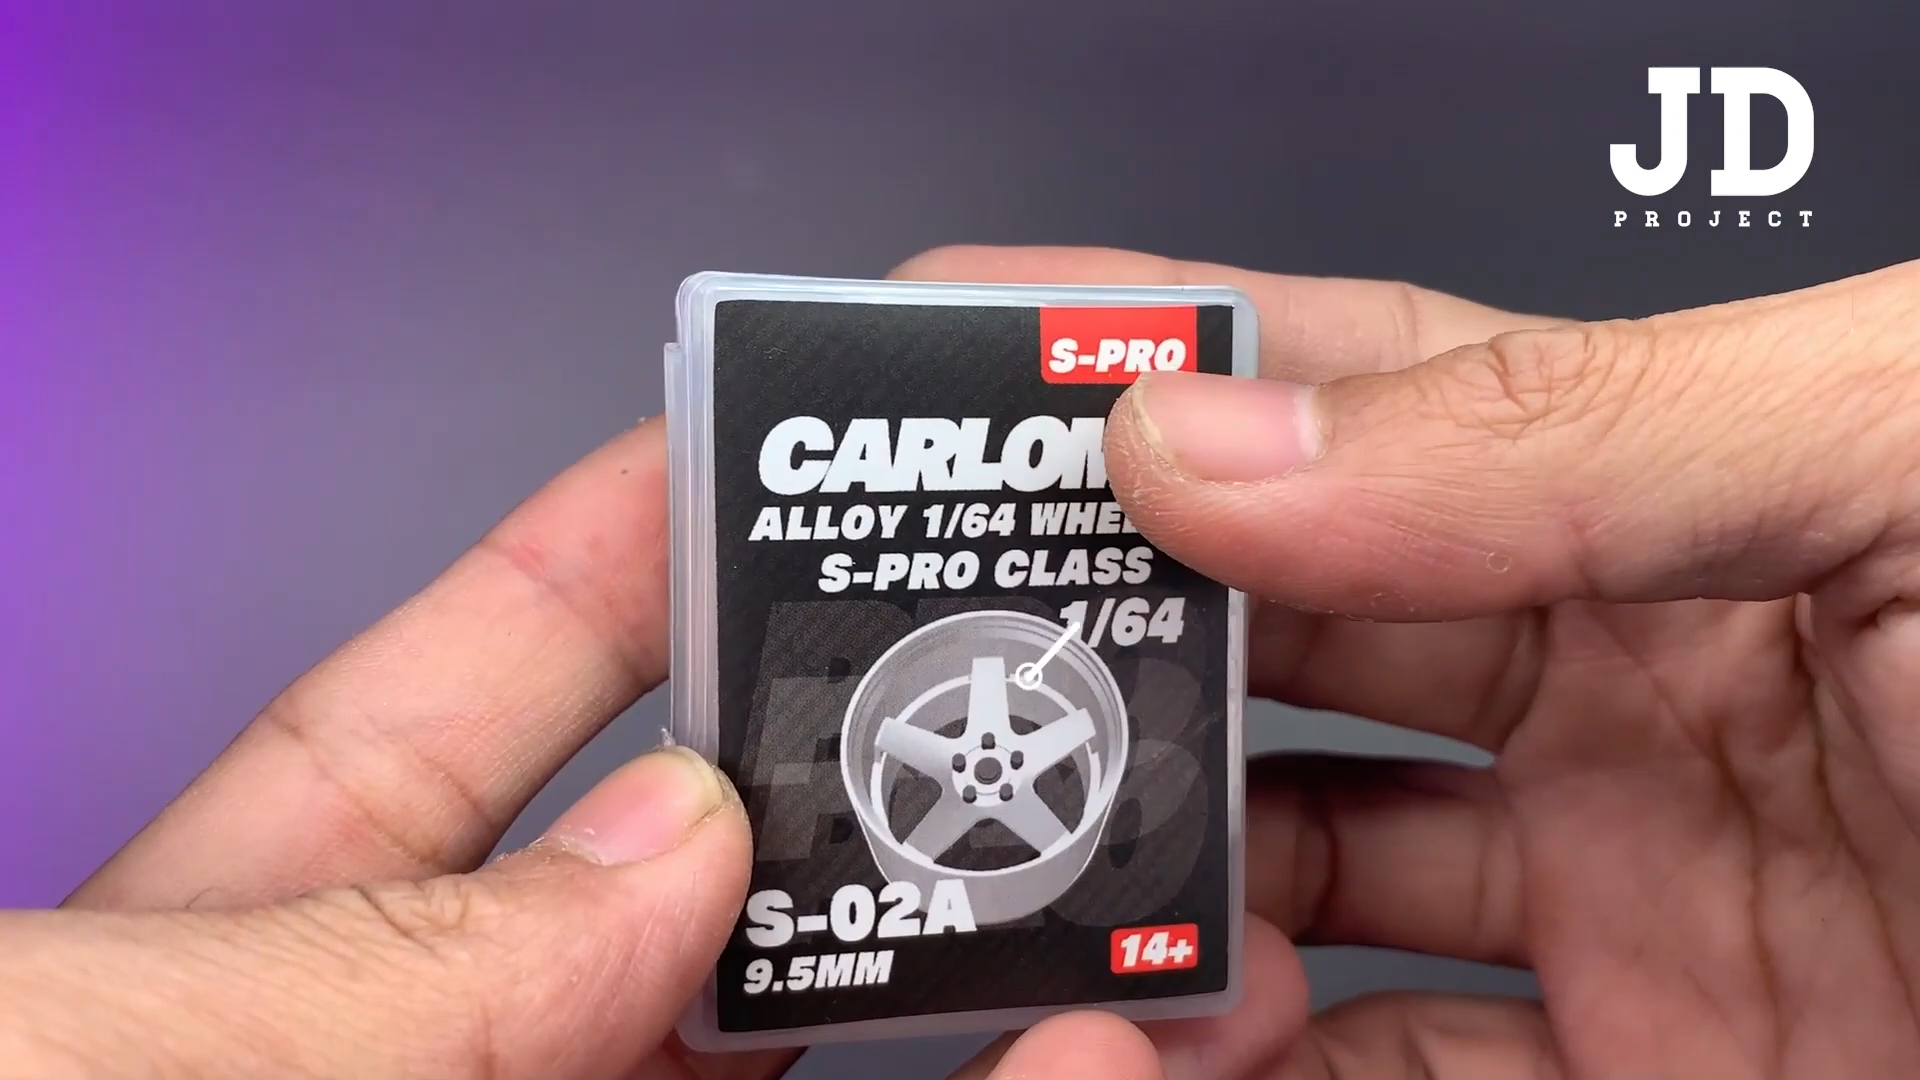 JD
PROJECT
S-PRO
ALLOY 1/64
S-PRO CLASS
1/64
S-02A
9.5MM
14+